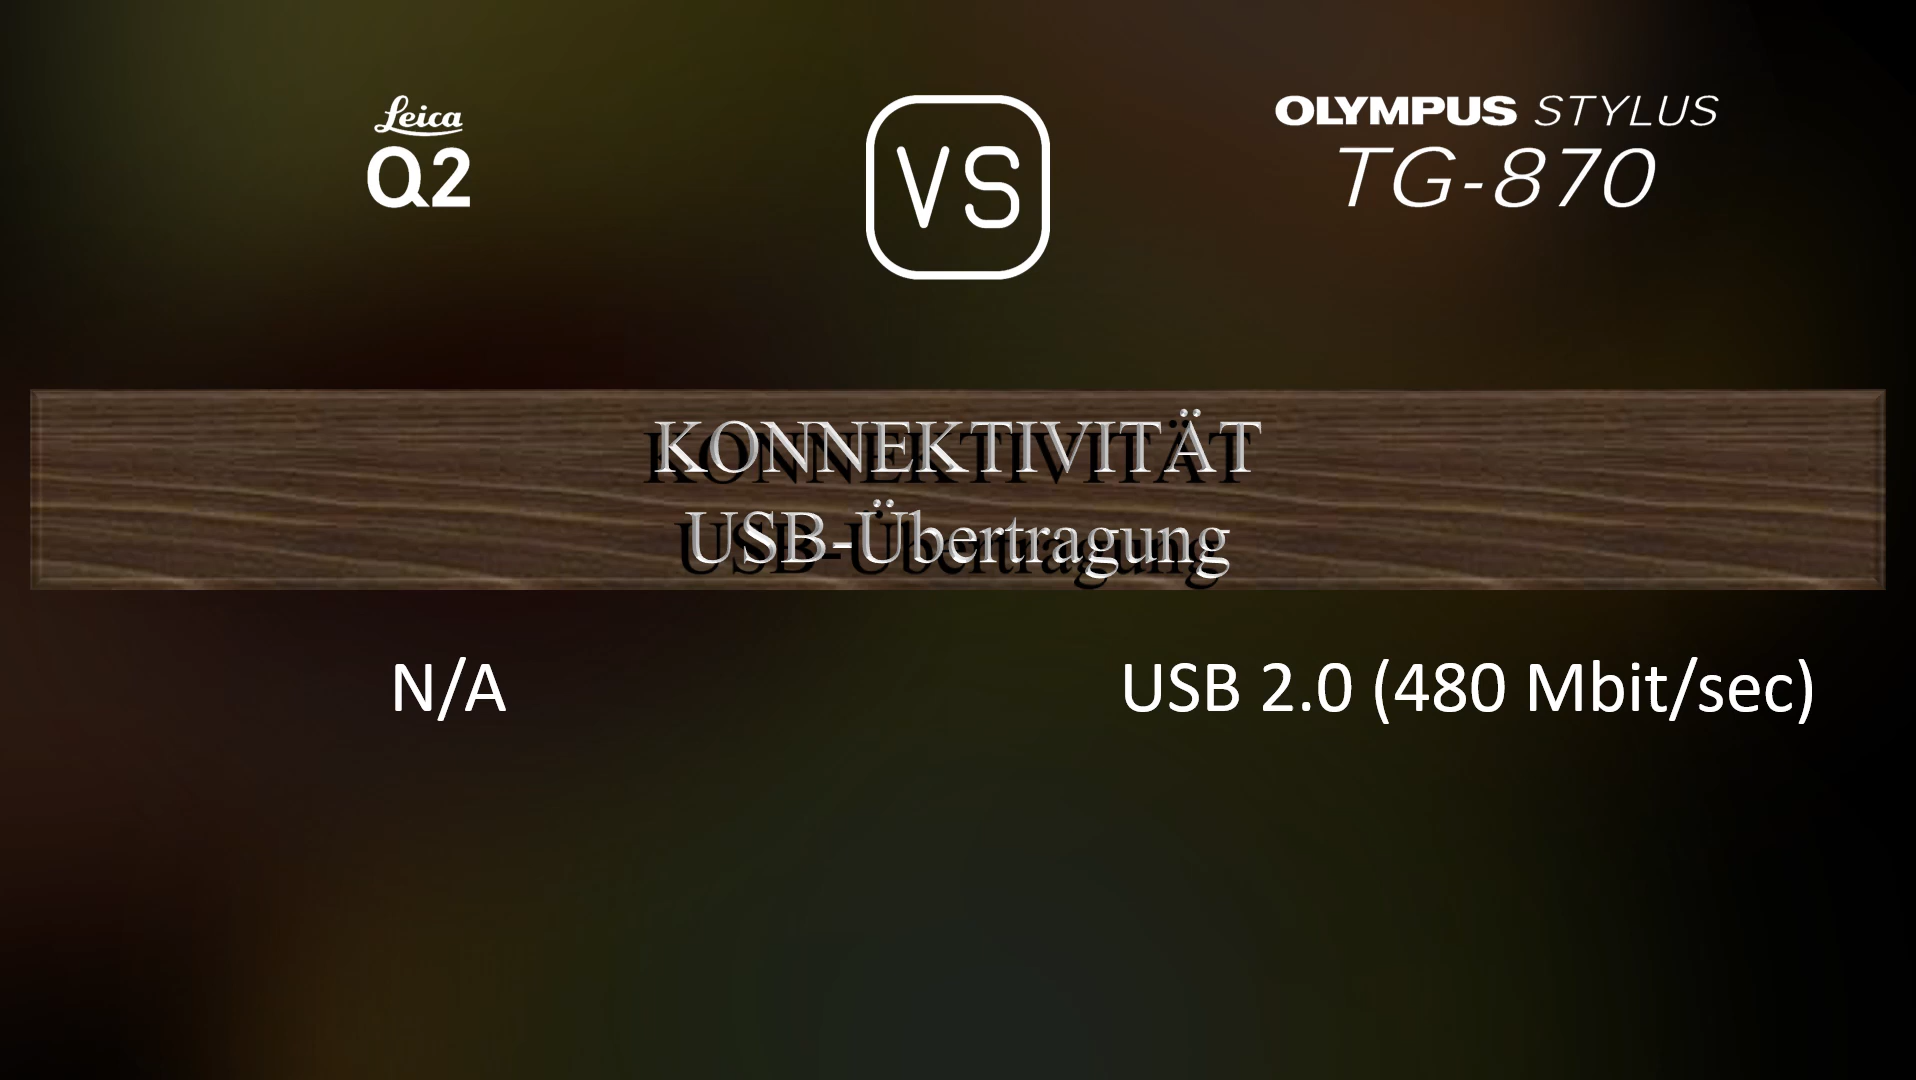 Leica
Q2
VS
OLYMPUS STYLUS
TG-870
KONNEKTIVITÄT
USB-Übertragung
N/A
USB 2.0 (480 Mbit/sec)